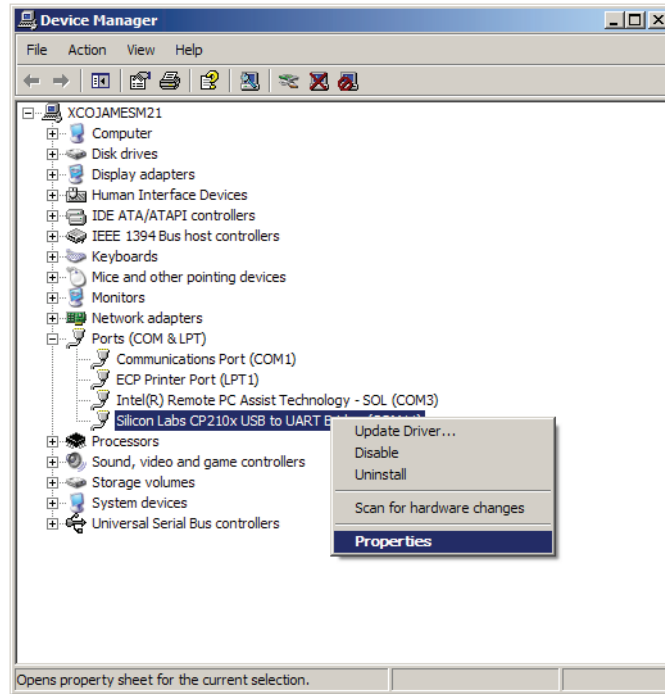 Device Manager
File Action View Help
XCOJAMESM21
Computer
Disk drives
Display adapters
Human Interface Devices
IDE ATA/ATAPI controllers
IEEE 1394 Bus host controllers
Keyboards
Mice and other pointing devices
Monitors
Network adapters
Ports (COM & LPT)
Communications Port (COM1)
ECP Printer Port (LPT1)
Intel(R) Remote PC Assist Technology - SOL (COM3)
Silicon Labs CP210x USB to UART
Update Driver...
Disable
Uninstall
Scan for hardware changes
Properties
Processors
Sound, video and game controllers
Storage volumes
System devices
Universal Serial Bus controllers
Opens property sheet for the current selection.